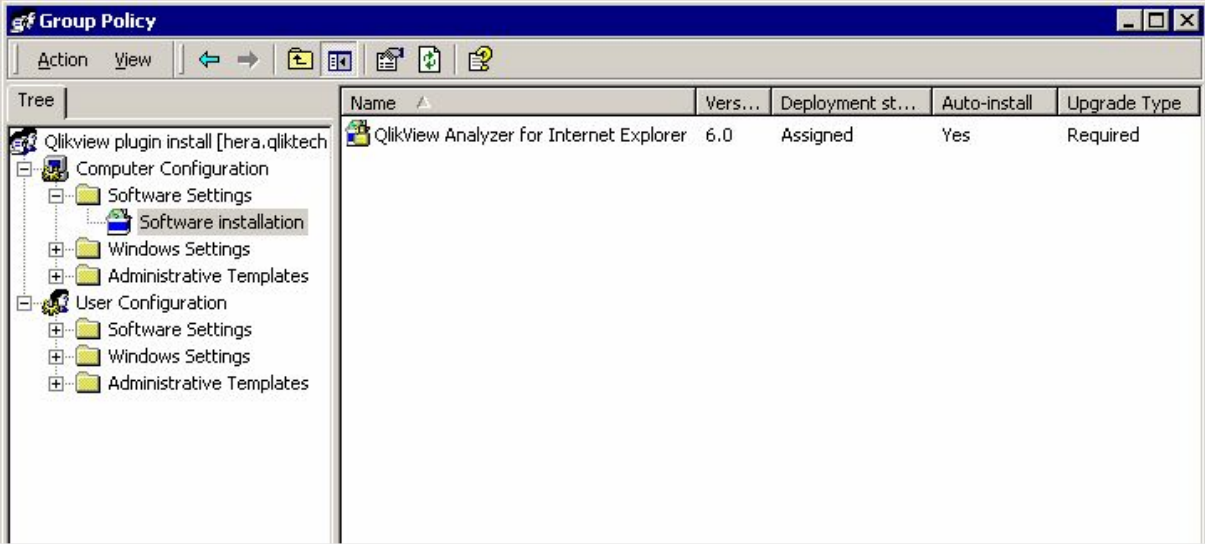 Group Policy
Action View
Tree
Name Vers... Deployment st... Auto-install Upgrade Type
Qlikview plugin install [hera.qliktech
QlikView Analyzer for Internet Explorer 6.0 Assigned Yes Required
Computer Configuration
Software Settings
Software installation
Windows Settings
Administrative Templates
User Configuration
Software Settings
Windows Settings
Administrative Templates